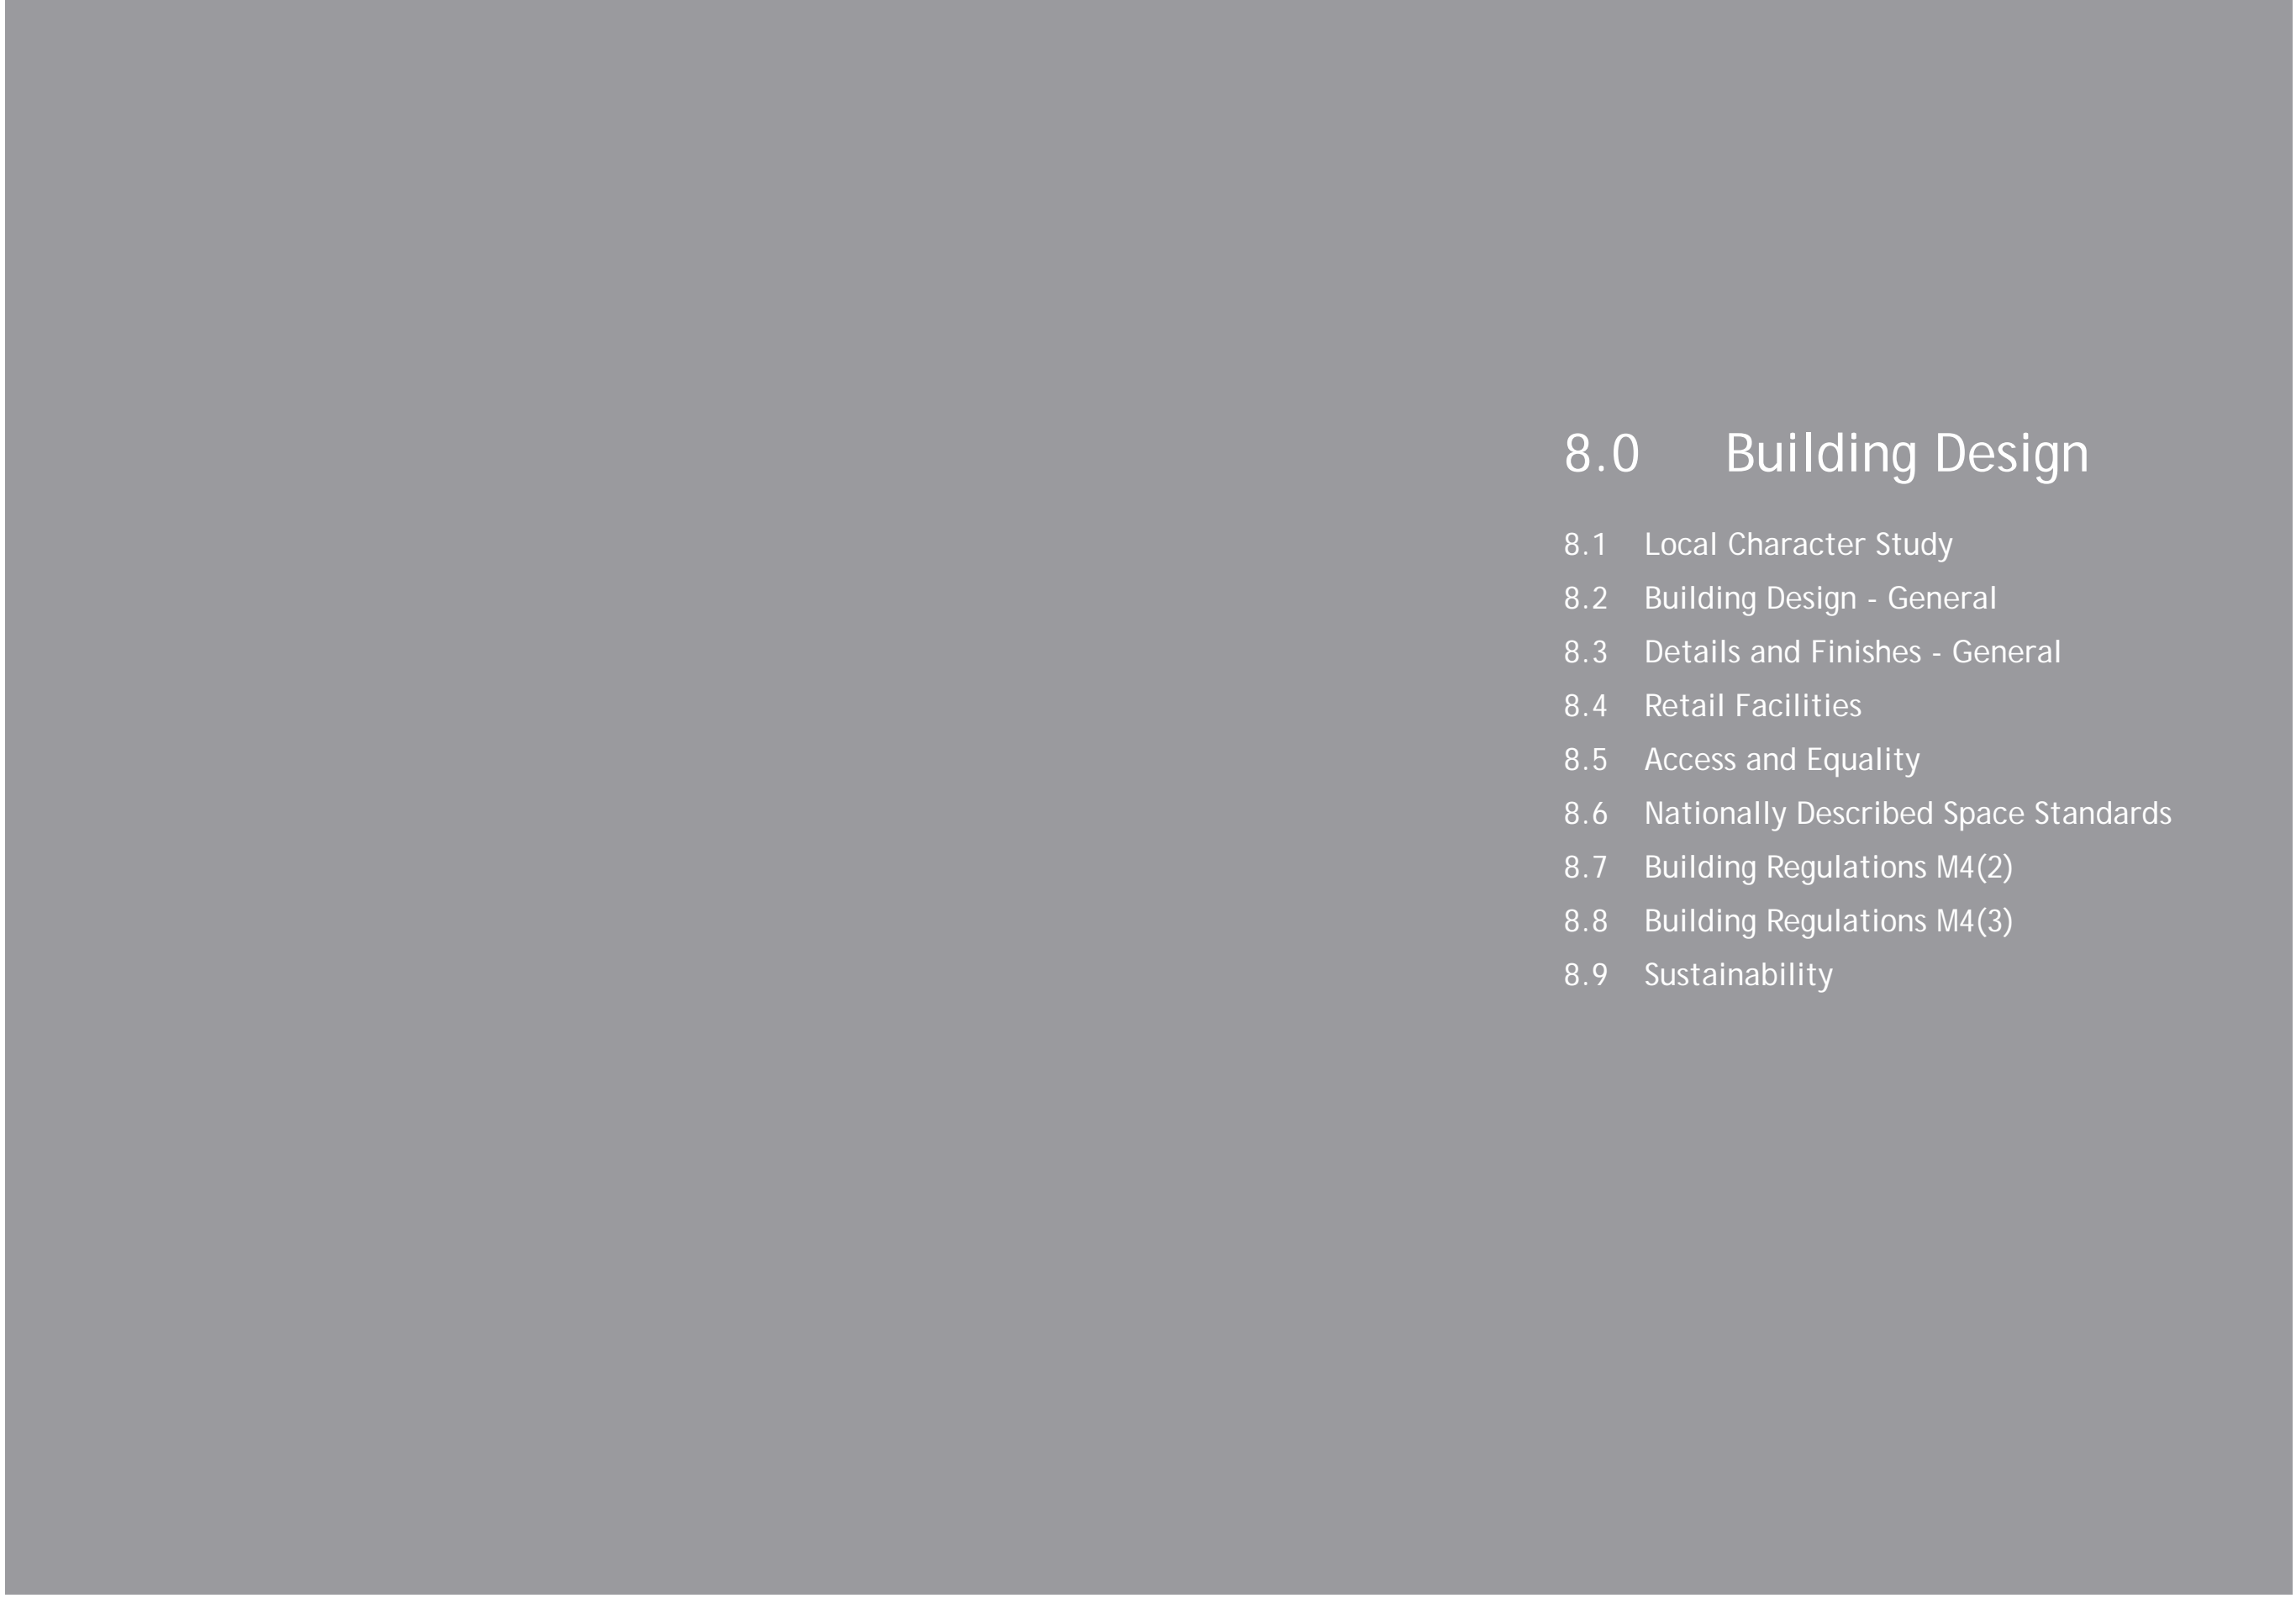 8.0 Building Design
8.1 Local Character Study
8.2 Building Design - General
8.3 Details and Finishes - General
8.4 Retail Facilities
8.5 Access and Equality
8.6 Nationally Described Space Standards
8.7 Building Regulations M4(2)
8.8 Building Regulations M4(3)
8.9 Sustainability